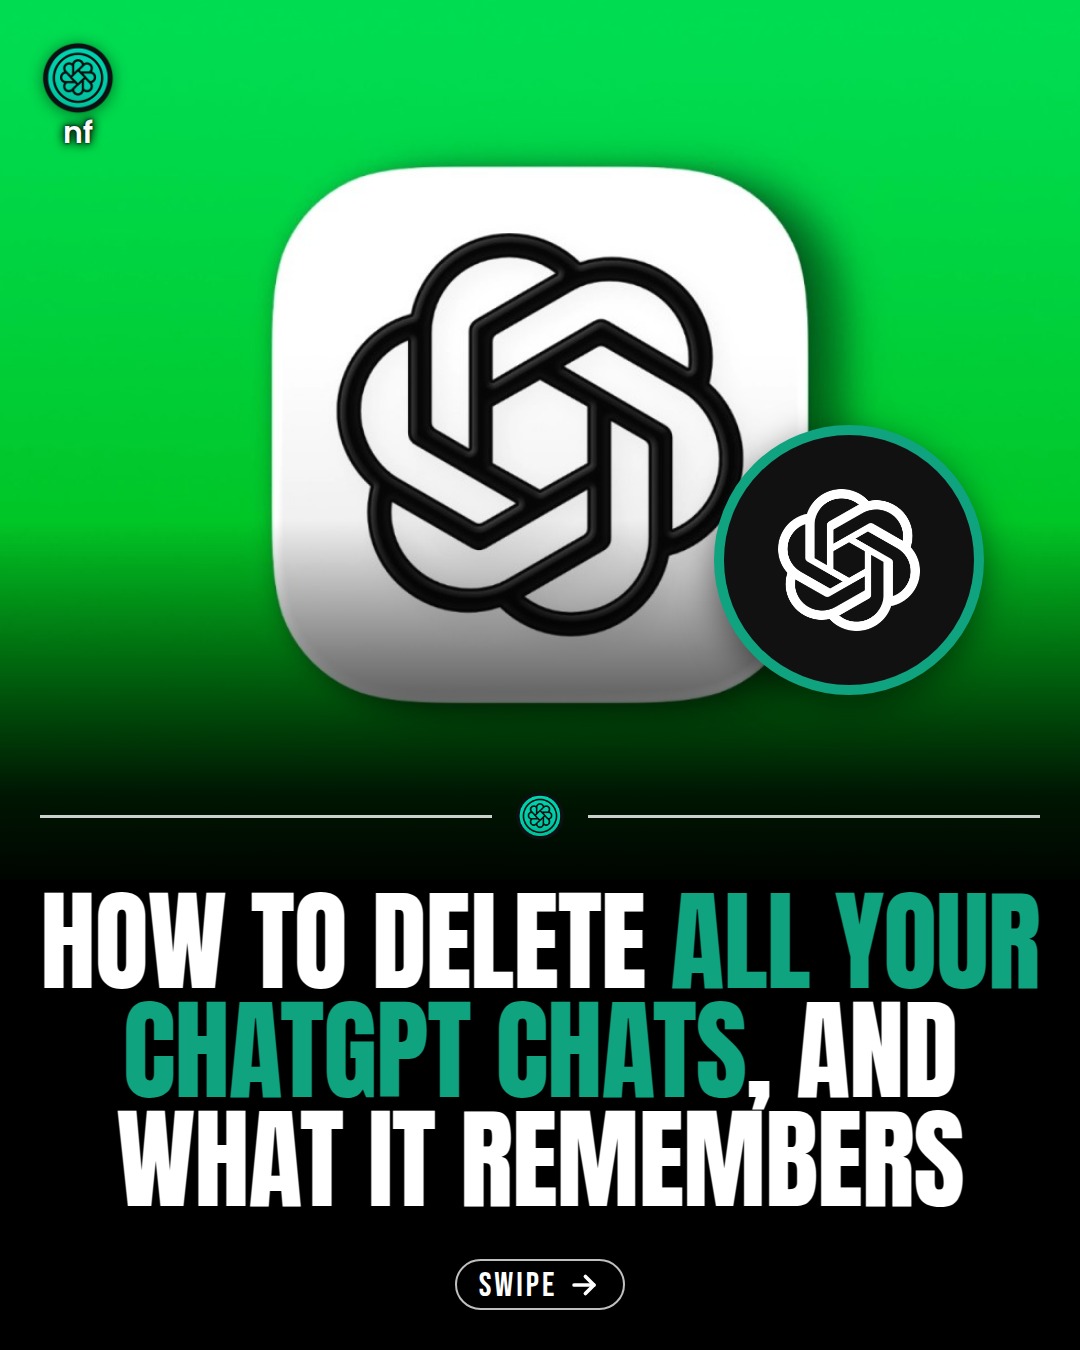 nf
HOW TO DELETE ALL YOUR
CHATGPT CHATS, AND
WHAT IT REMEMBERS
SWIPE →